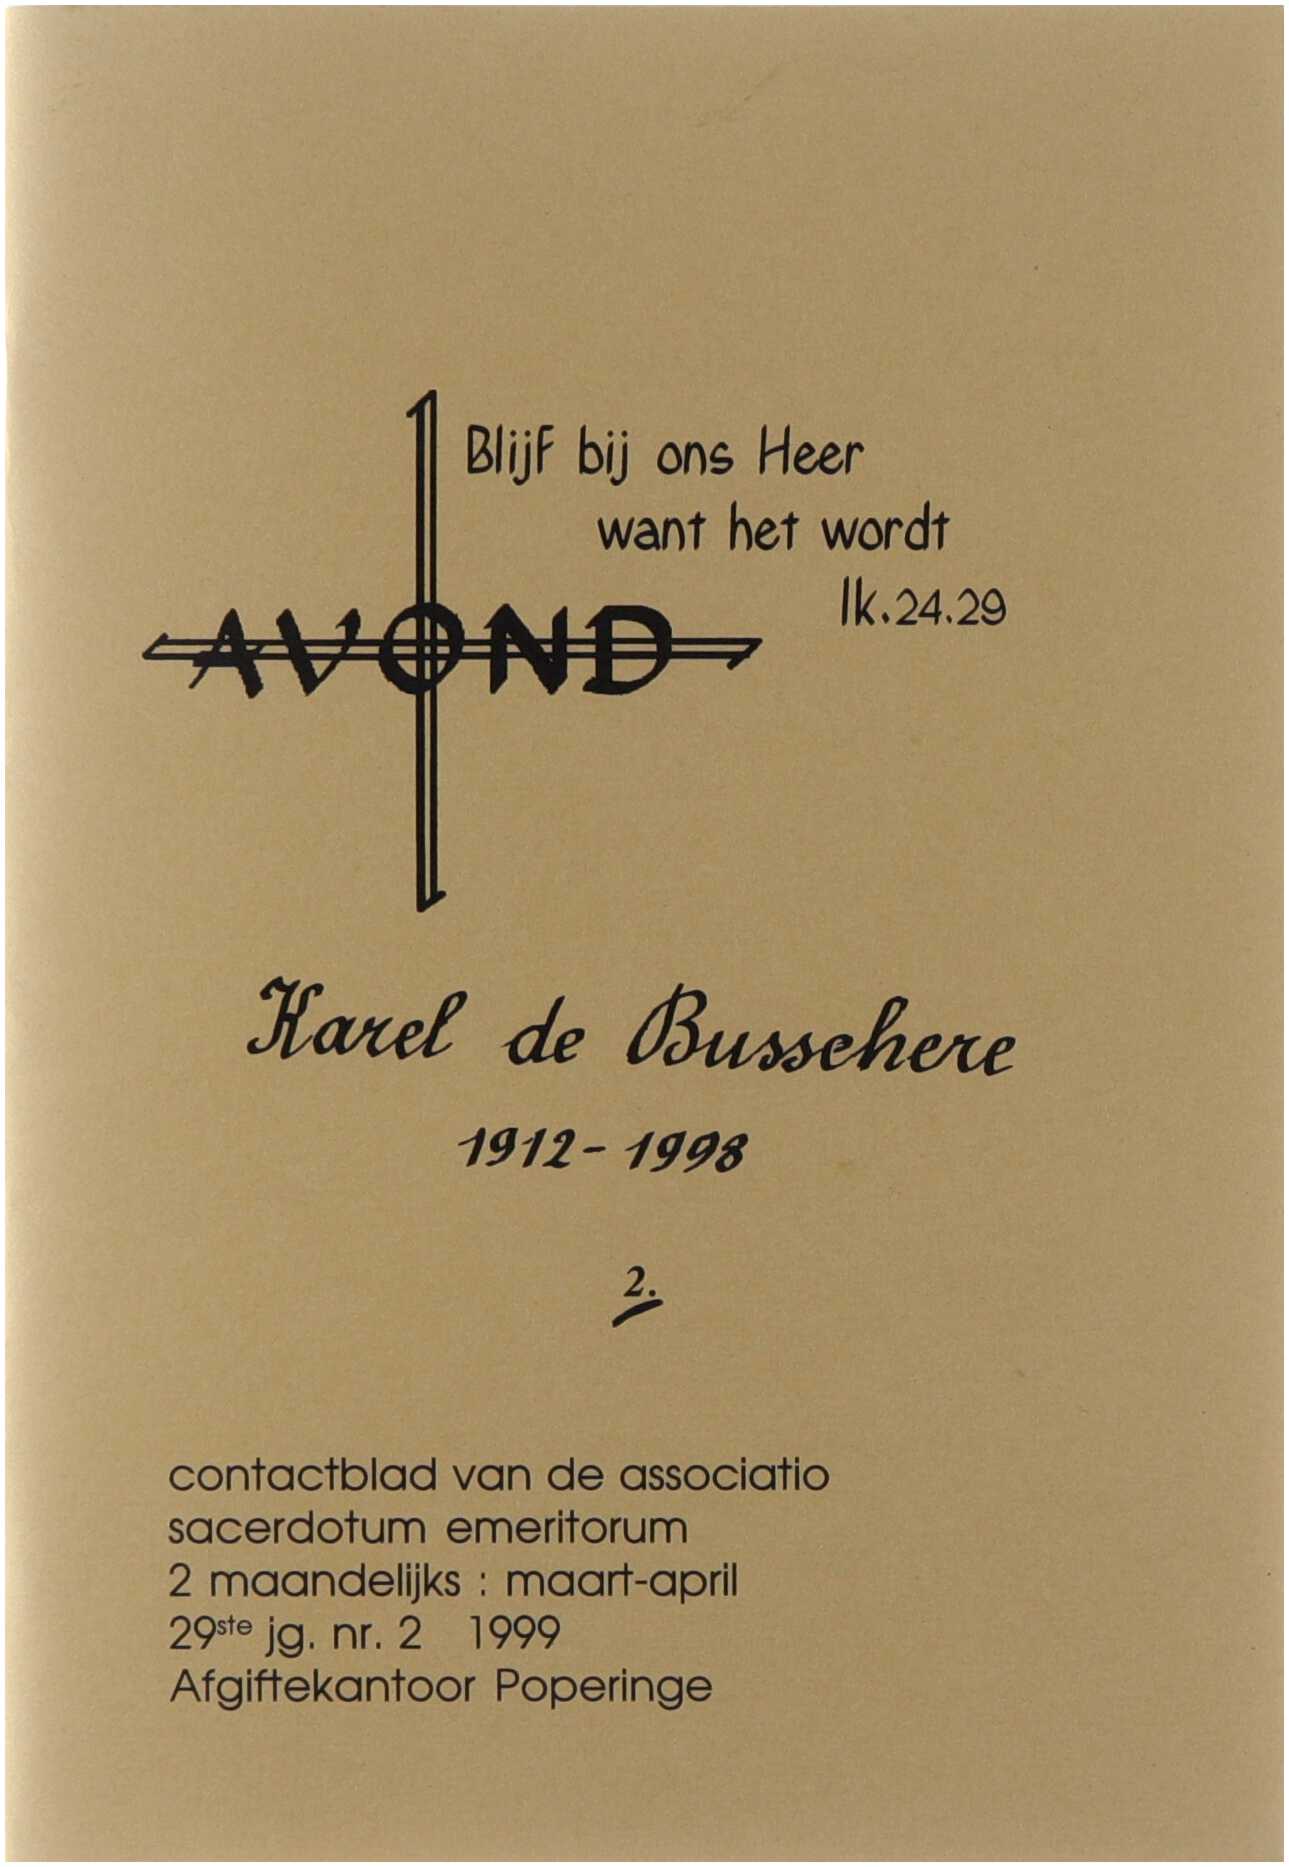 Blijf bij ons Heer
want het wordt
lk.24.29
AVOND
Karel de Busschere
1912-1998
2.
contactblad van de associatio
sacerdotum emeritorum
2 maandelijks : maart-april
29ste jg. nr. 2 1999
Afgiftekantoor Poperinge